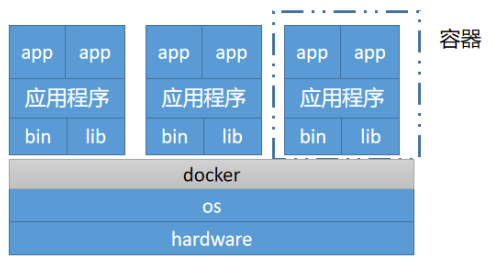 app app app app app app 容器
应用程序 应用程序 应用程序
bin lib bin lib bin lib
docker
os
hardware